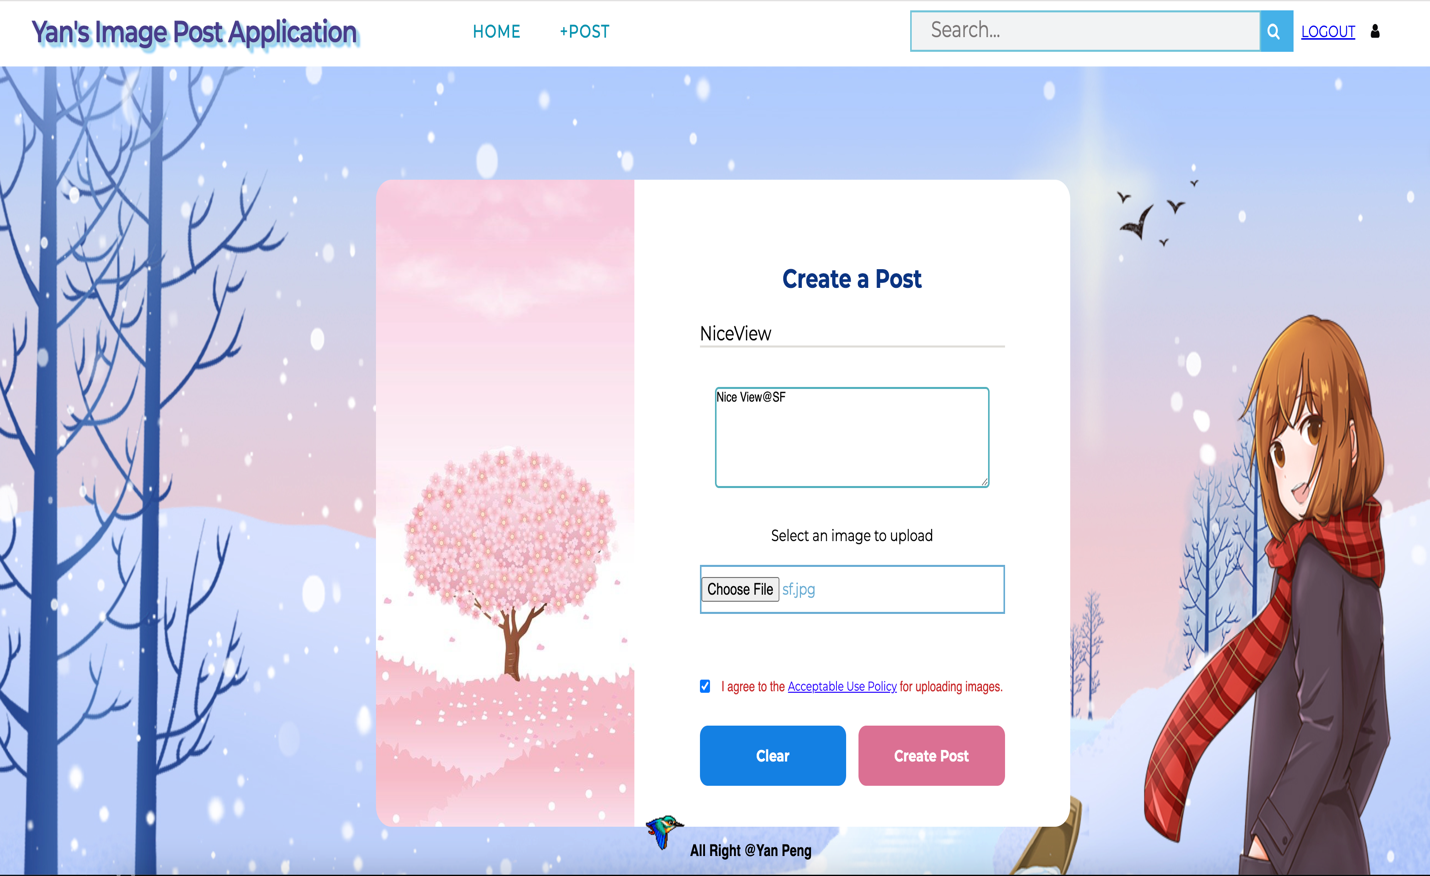 Yan's Image Post Application
HOME
+POST
Search...
LOGOUT
Create a Post
NiceView
Nice View@SF
Select an image to upload
Choose File sf.jpg
I agree to the Acceptable Use Policy for uploading images.
Clear
Create Post
All Right @Yan Peng